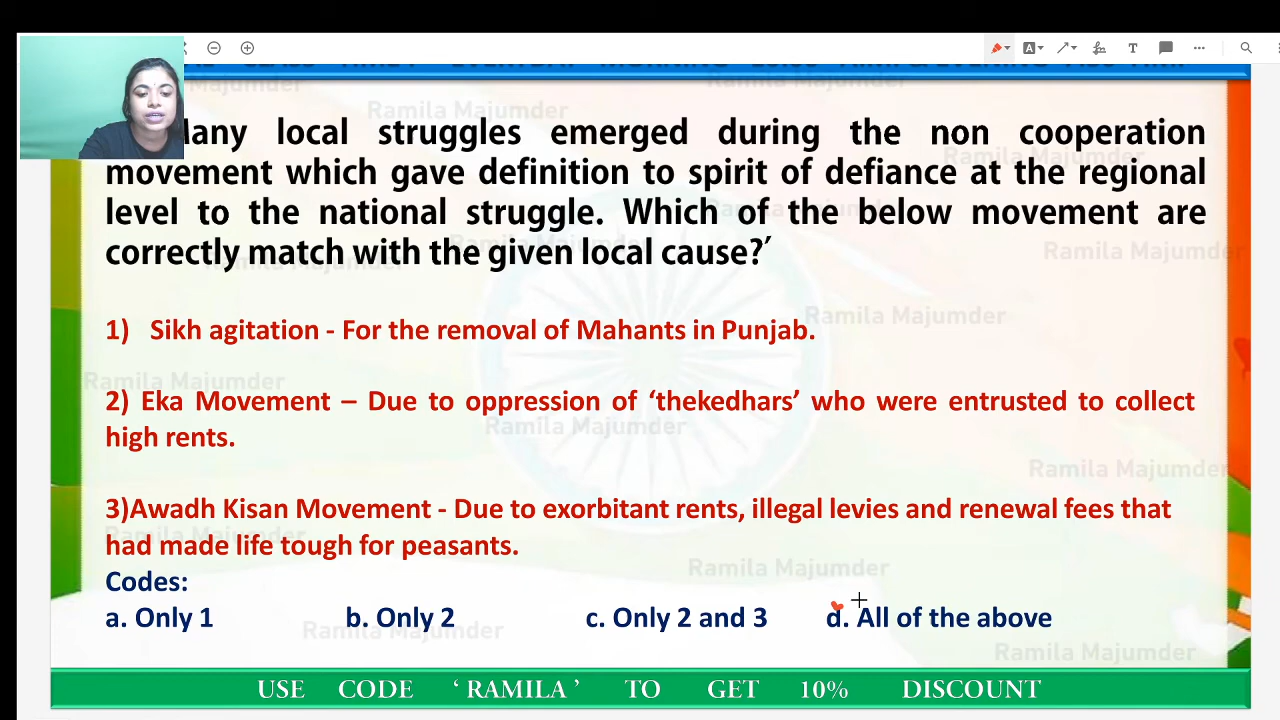 Many local struggles emerged during the non cooperation
movement which gave definition to spirit of defiance at the regional
level to the national struggle. Which of the below movement are
correctly match with the given local cause?′
1) Sikh agitation - For the removal of Mahants in Punjab.
2) Eka Movement – Due to oppression of ‘thekedhars’ who were entrusted to collect
high rents.
3)Awadh Kisan Movement - Due to exorbitant rents, illegal levies and renewal fees that
had made life tough for peasants.
Codes:
a. Only 1 b. Only 2 c. Only 2 and 3 d. All of the above
USE CODE ‘ RAMILA ’ TO GET 10% DISCOUNT
Ramila Majumder